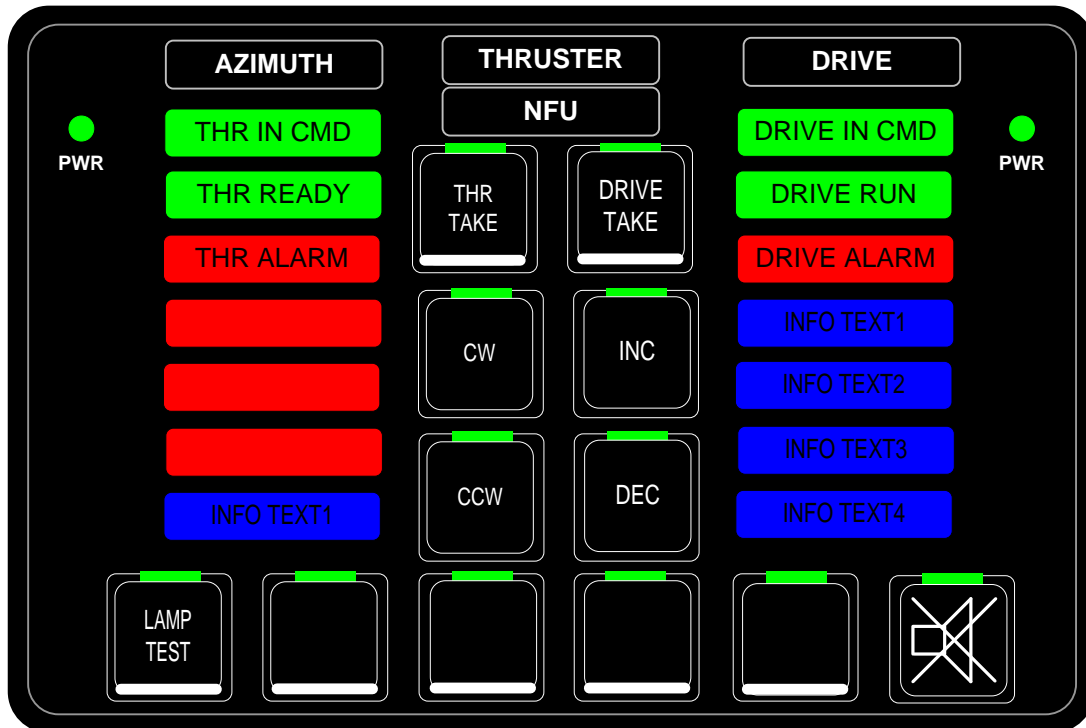 AZIMUTH
THRUSTER
DRIVE
NFU
PWR
THR IN CMD
THR READY
THR ALARM
INFO TEXT1
THR
TAKE
DRIVE
TAKE
CW
INC
CCW
DEC
DRIVE IN CMD
DRIVE RUN
DRIVE ALARM
INFO TEXT1
INFO TEXT2
INFO TEXT3
INFO TEXT4
PWR
LAMP
TEST